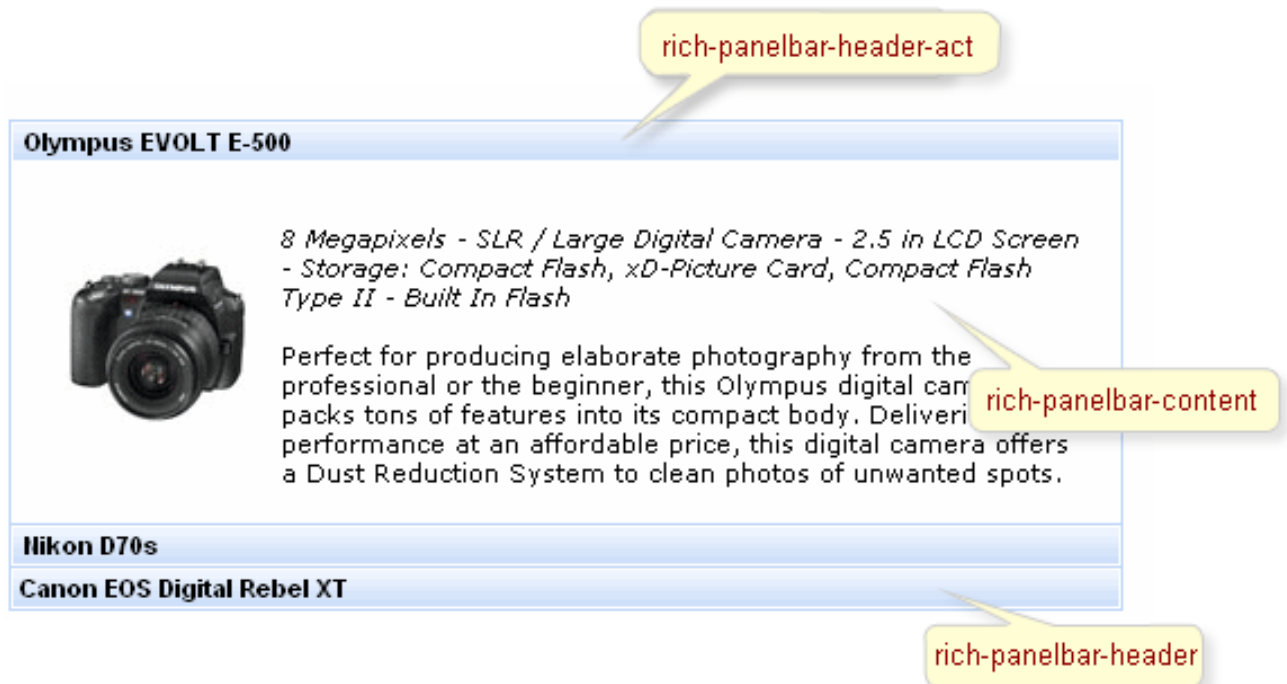 rich-panelbar-header-act
Olympus EVOLT E-500
8 Megapixels - SLR / Large Digital Camera - 2.5 in LCD Screen
- Storage: Compact Flash, xD-Picture Card, Compact Flash
Type II - Built In Flash
Perfect for producing elaborate photography from the
professional or the beginner, this Olympus digital
packs tons of features into its compact body.
rich-panelbar-content
performance at an affordable price, this digital camera offers
a Dust Reduction System to clean photos of unwanted spots.
Nikon D70s
Canon EOS Digital Rebel XT
rich-panelbar-header